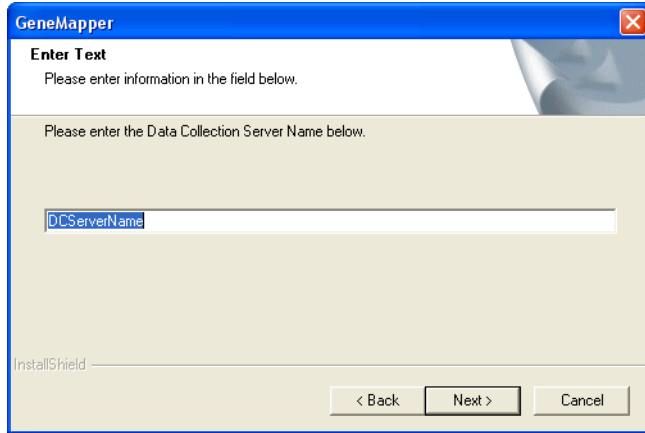 GeneMapper
Enter Text
Please enter information in the field below.
Please enter the Data Collection Server Name below.
DCServerName
InstallShield
< Back Next > Cancel